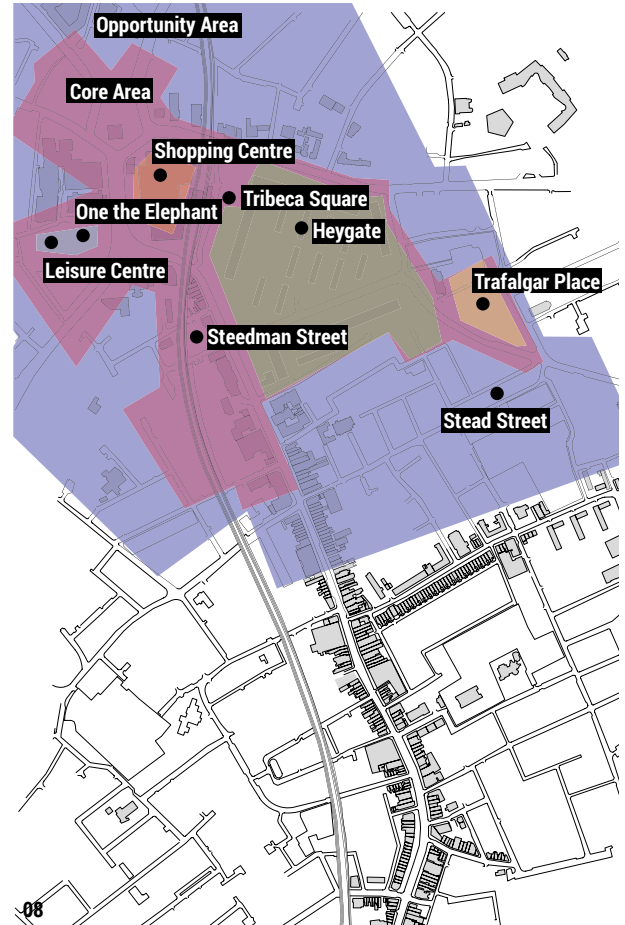 Opportunity Area
Core Area
Shopping Centre
Tribeca Square
One the Elephant
Heygate
Leisure Centre
Trafalgar Place
Steedman Street
Stead Street
08